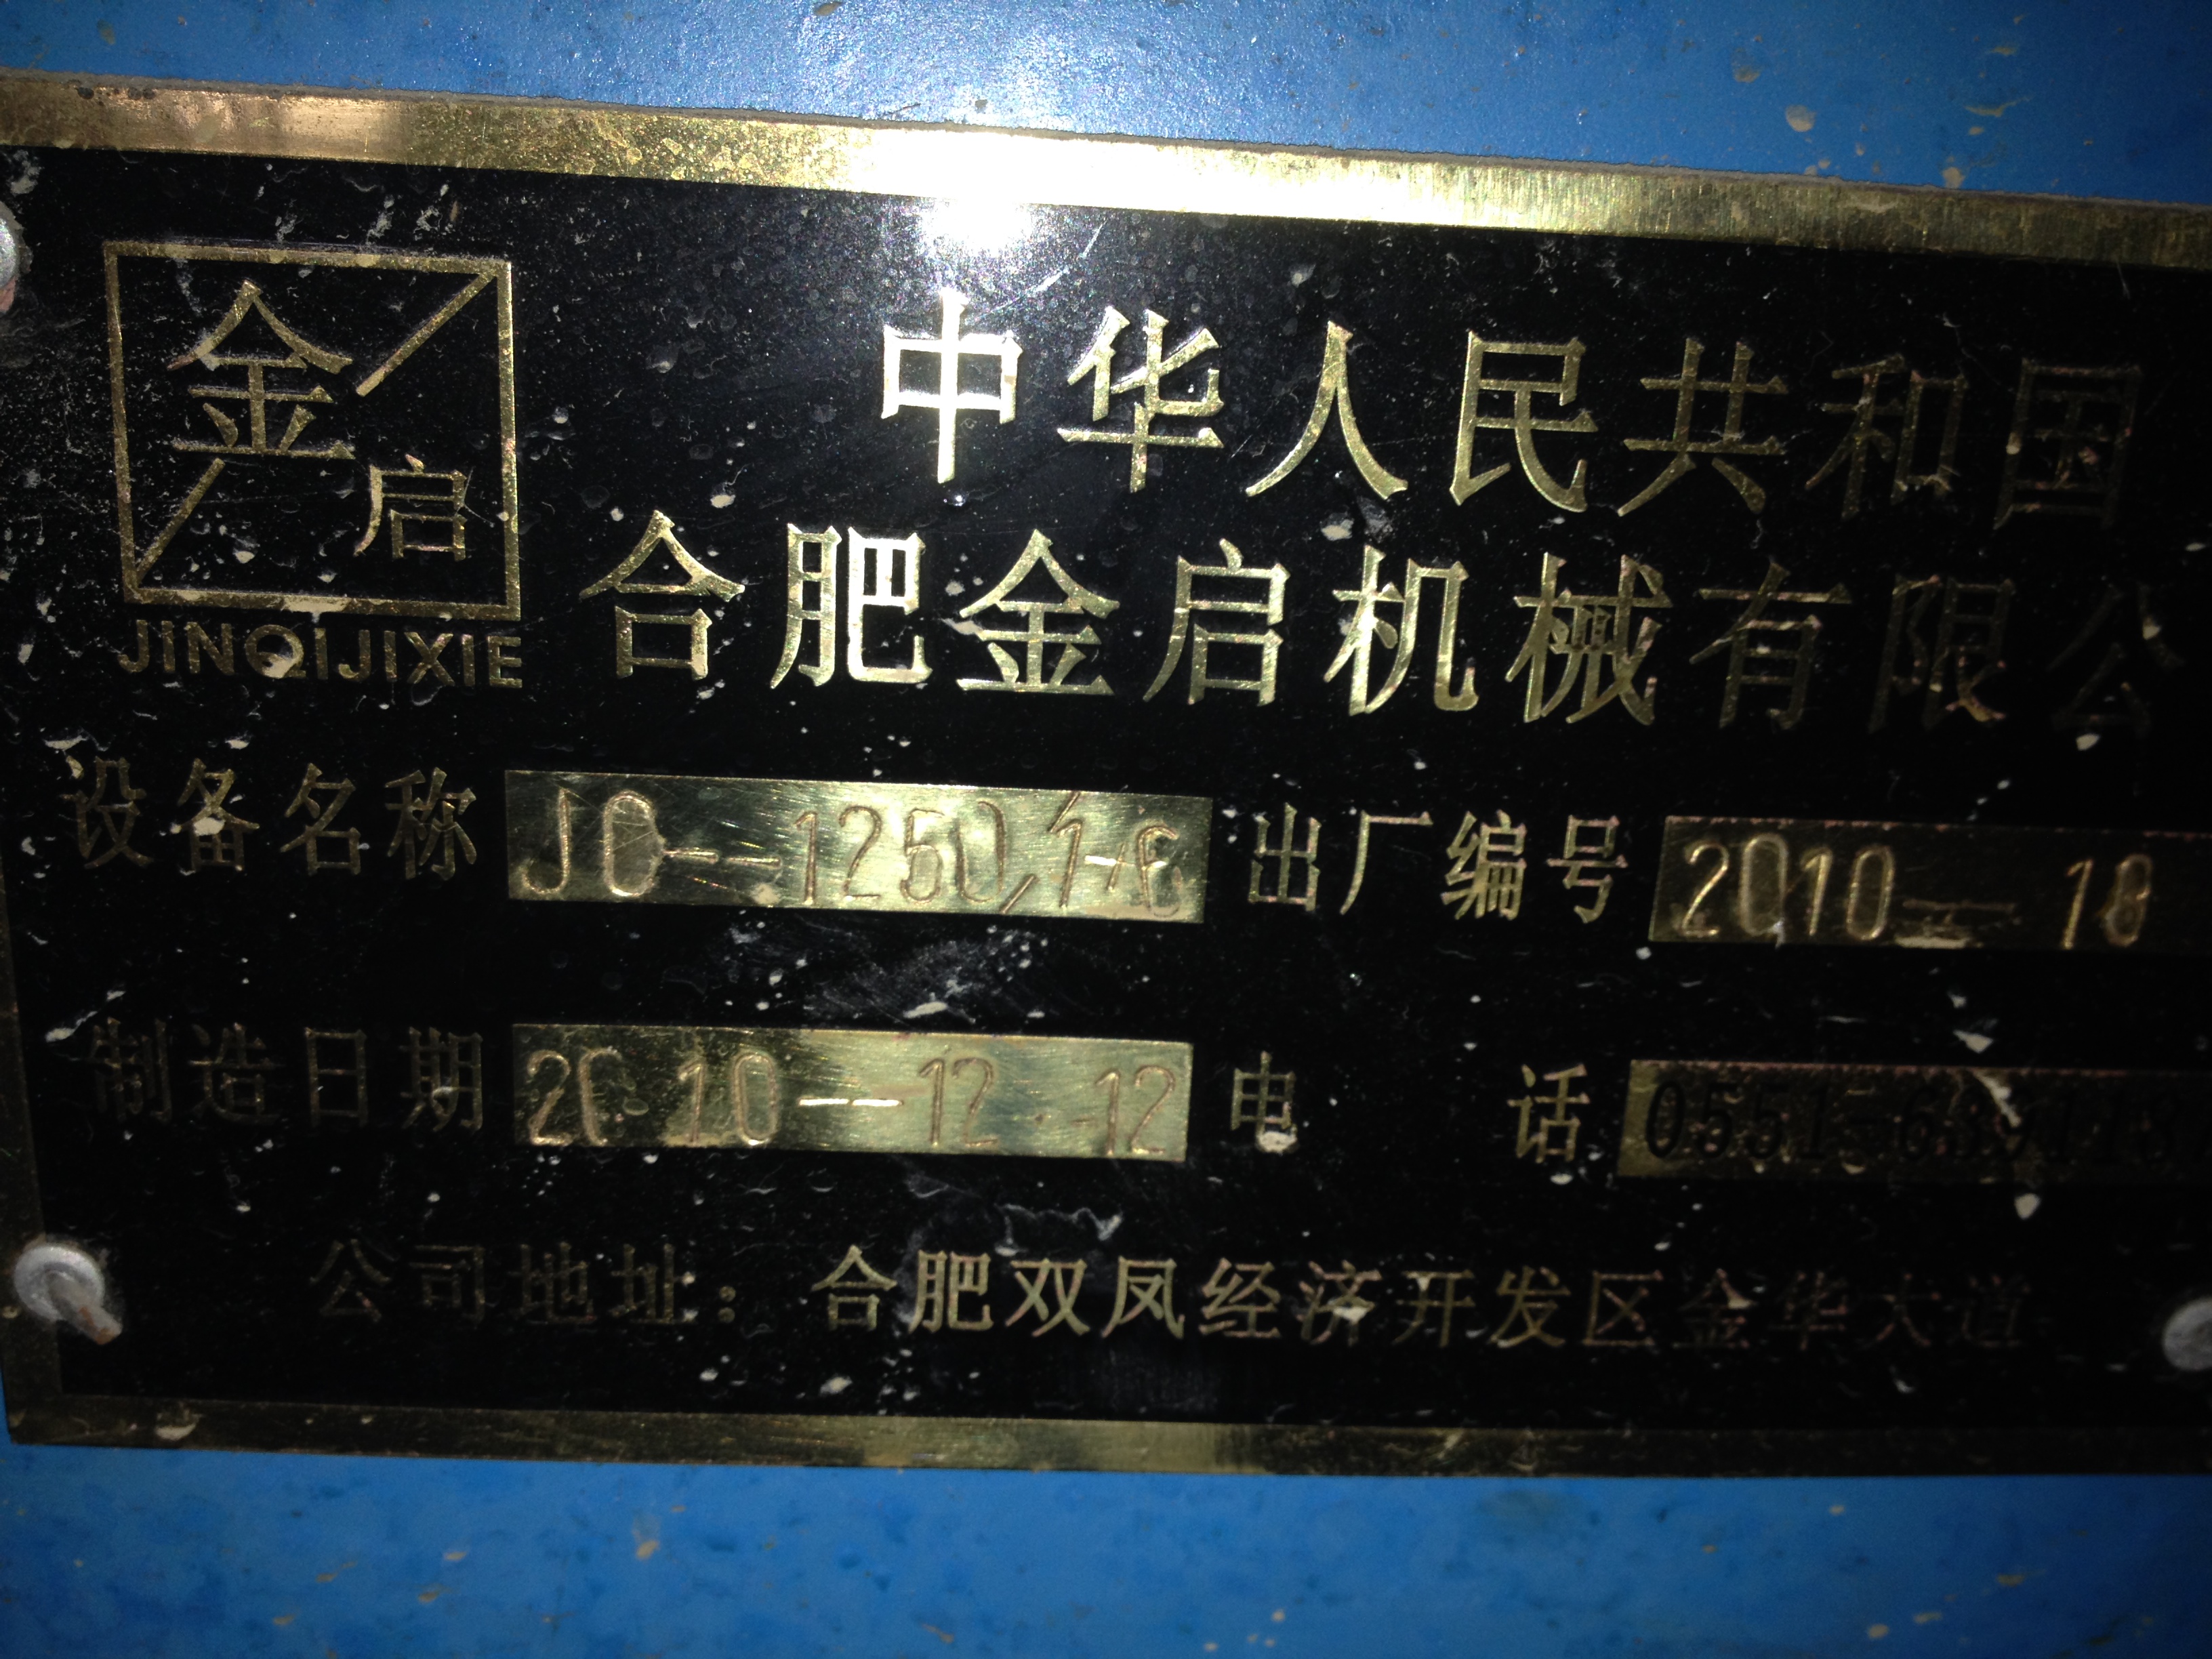 金启
JINQIJIXIE
中华人民共和国
合肥金启机械有限公
设备名称
出厂编号 2010-- 18
制造日期 2010--12.12 电 话 0551-
公司地址：合肥双凤经济开发区金华大道